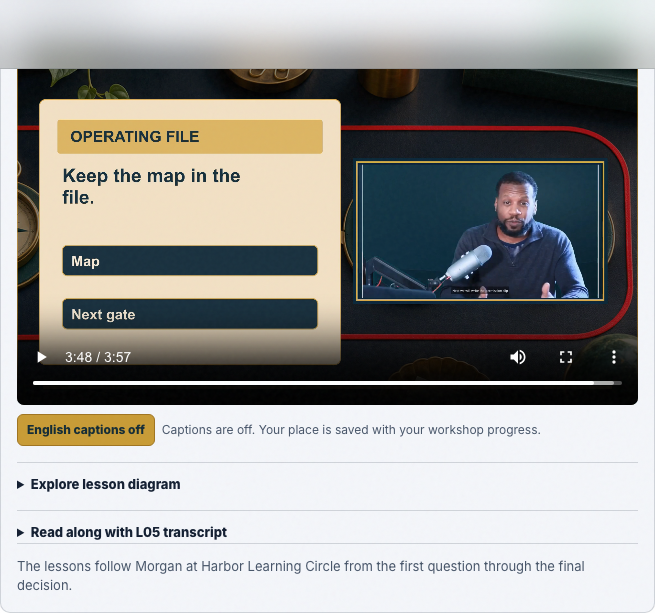 OPERATING FILE
Keep the map in the
file.
Map
Next gate
3:48 / 3:57
English captions off
Captions are off. Your place is saved with your workshop progress.
Explore lesson diagram
Read along with L05 transcript
The lessons follow Morgan at Harbor Learning Circle from the first question through the final
decision.